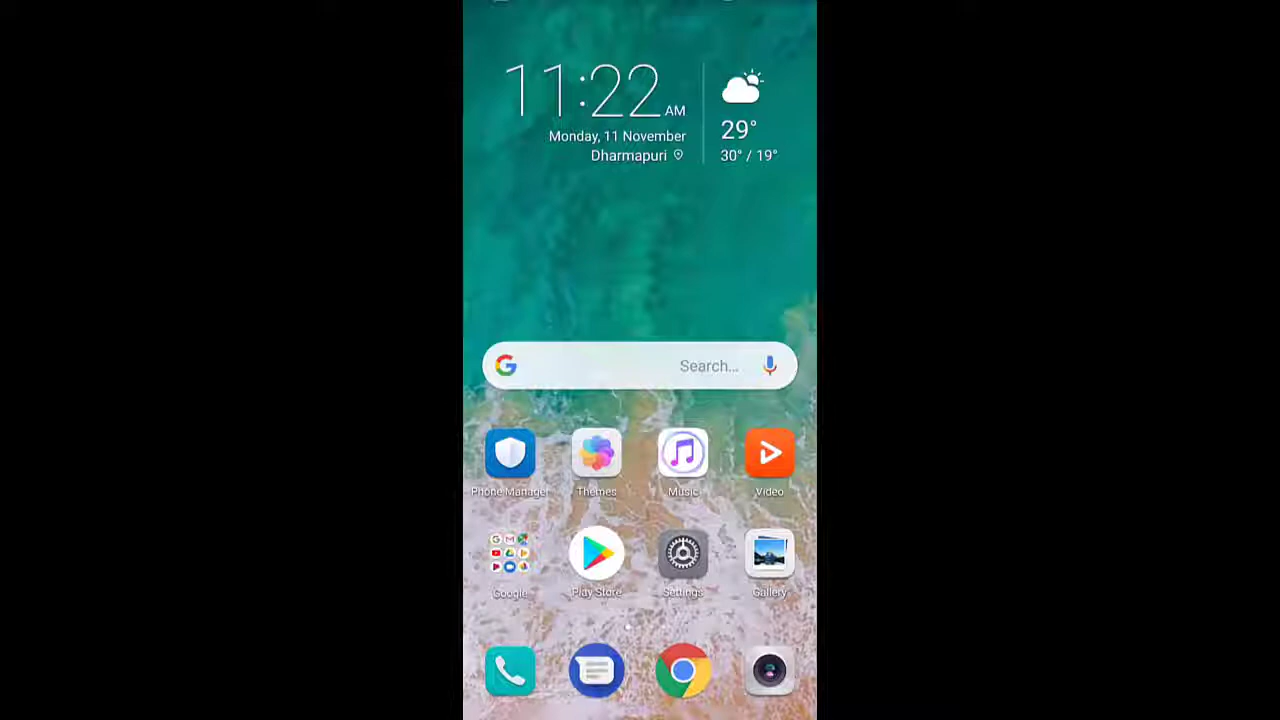 11:22 AM
Monday, 11 November
Dharmapuri
29°
30° / 19°
Search...
Phone Manager
Themes
Music
Video
Google
Play Store
Settings
Gallery